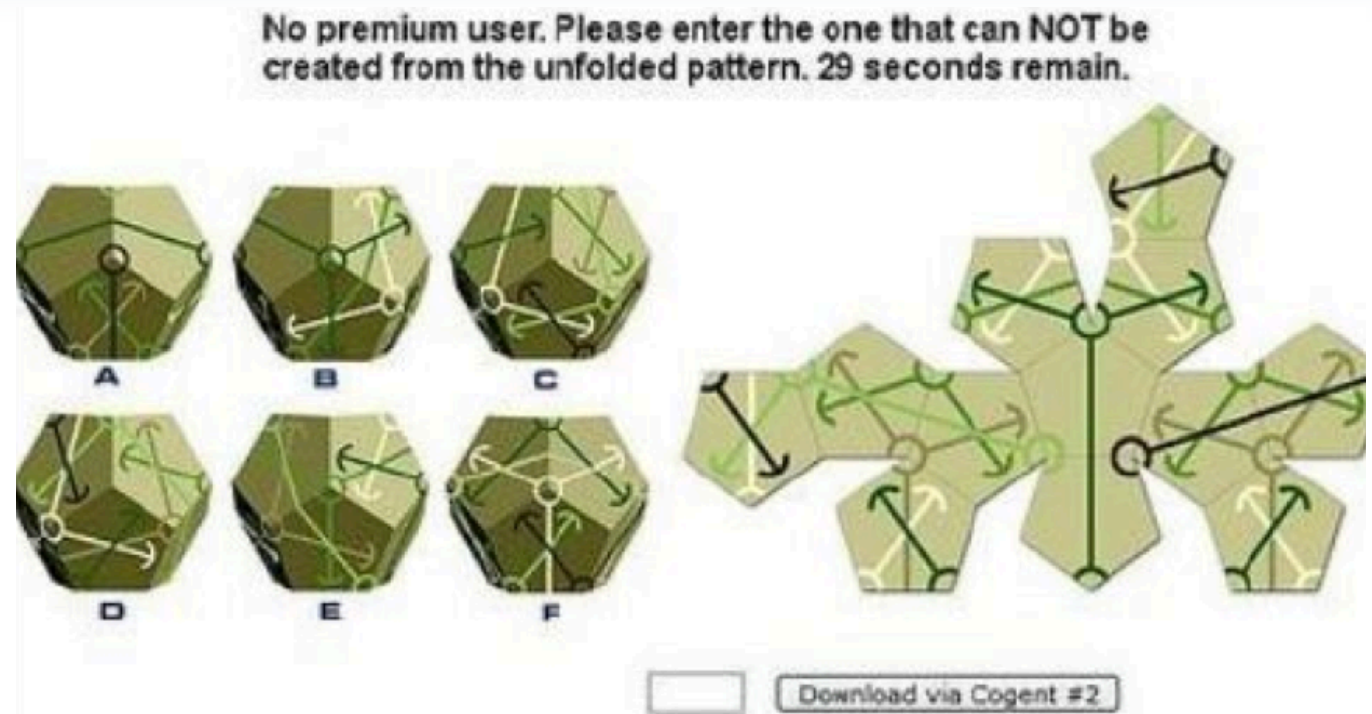 No premium user. Please enter the one that can NOT be
created from the unfolded pattern. 29 seconds remain.
A
B
C
D
E
F
Download via Cogent #2